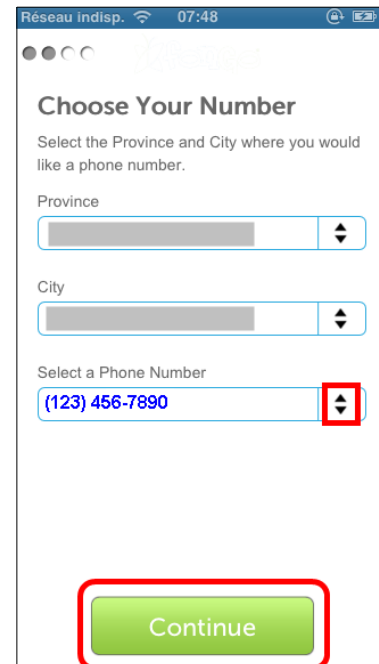 Réseau indisp. 07:48
Choose Your Number
Select the Province and City where you would
like a phone number.
Province
City
Select a Phone Number
(123) 456-7890
Continue